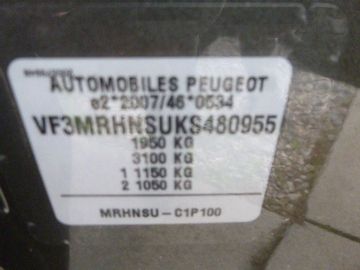 AUTOMOBILES PEUGEOT
e2*2007/46*0534
VF3MRHNSUKS480955
1950 KG
3100 KG
1 1150 KG
2 1050 KG
MRHNSU-C1P100